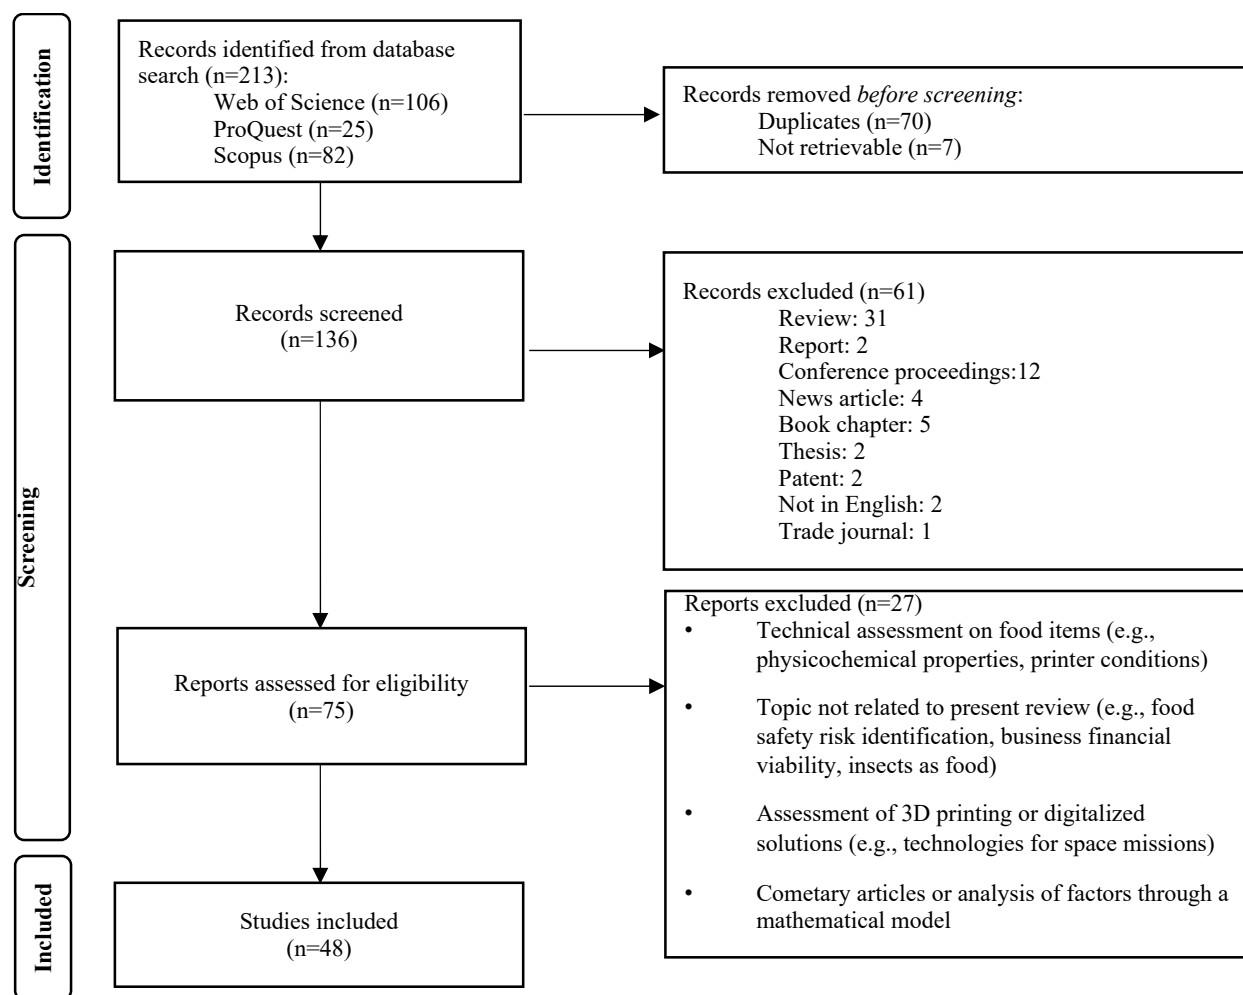 Identification
Records identified from database
search (n=213):
Web of Science (n=106)
ProQuest (n=25)
Scopus (n=82)
Records removed before screening:
Duplicates (n=70)
Not retrievable (n=7)
Screening
Records screened
(n=136)
Records excluded (n=61)
Review: 31
Report: 2
Conference proceedings:12
News article: 4
Book chapter: 5
Thesis: 2
Patent: 2
Not in English: 2
Trade journal: 1
Reports assessed for eligibility
(n=75)
Reports excluded (n=27)
• Technical assessment on food items (e.g.,
physicochemical properties, printer conditions)
• Topic not related to present review (e.g., food
safety risk identification, business financial
viability, insects as food)
• Assessment of 3D printing or digitalized
solutions (e.g., technologies for space missions)
• Cometary articles or analysis of factors through a
mathematical model
Included
Studies included
(n=48)